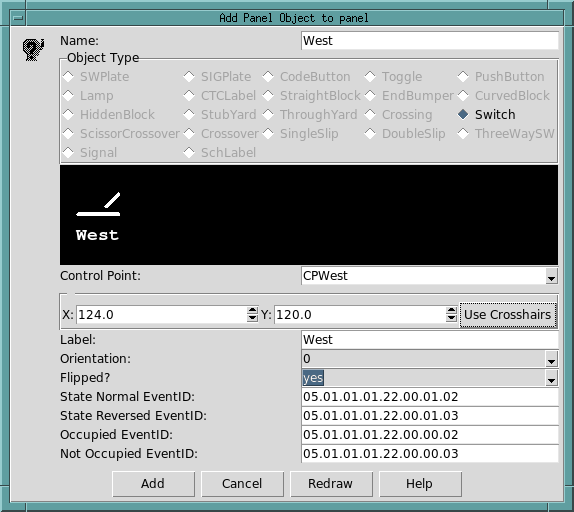 Add Panel Object to panel
Name: West
Object Type
SWPlate SIGPlate CodeButton Toggle PushButton
Lamp CTCLabel StraightBlock EndBumper CurvedBlock
HiddenBlock StubYard ThroughYard Crossing Switch
ScissorCrossover Crossover SingleSlip DoubleSlip ThreeWaySW
Signal SchLabel
West
Control Point: CPWest
X: 124.0 Y: 120.0 Use Crosshairs
Label: West
Orientation: 0
Flipped? yes
State Normal EventID: 05.01.01.01.22.00.01.02
State Reversed EventID: 05.01.01.01.22.00.01.03
Occupied EventID: 05.01.01.01.22.00.00.02
Not Occupied EventID: 05.01.01.01.22.00.00.03
Add Cancel Redraw Help